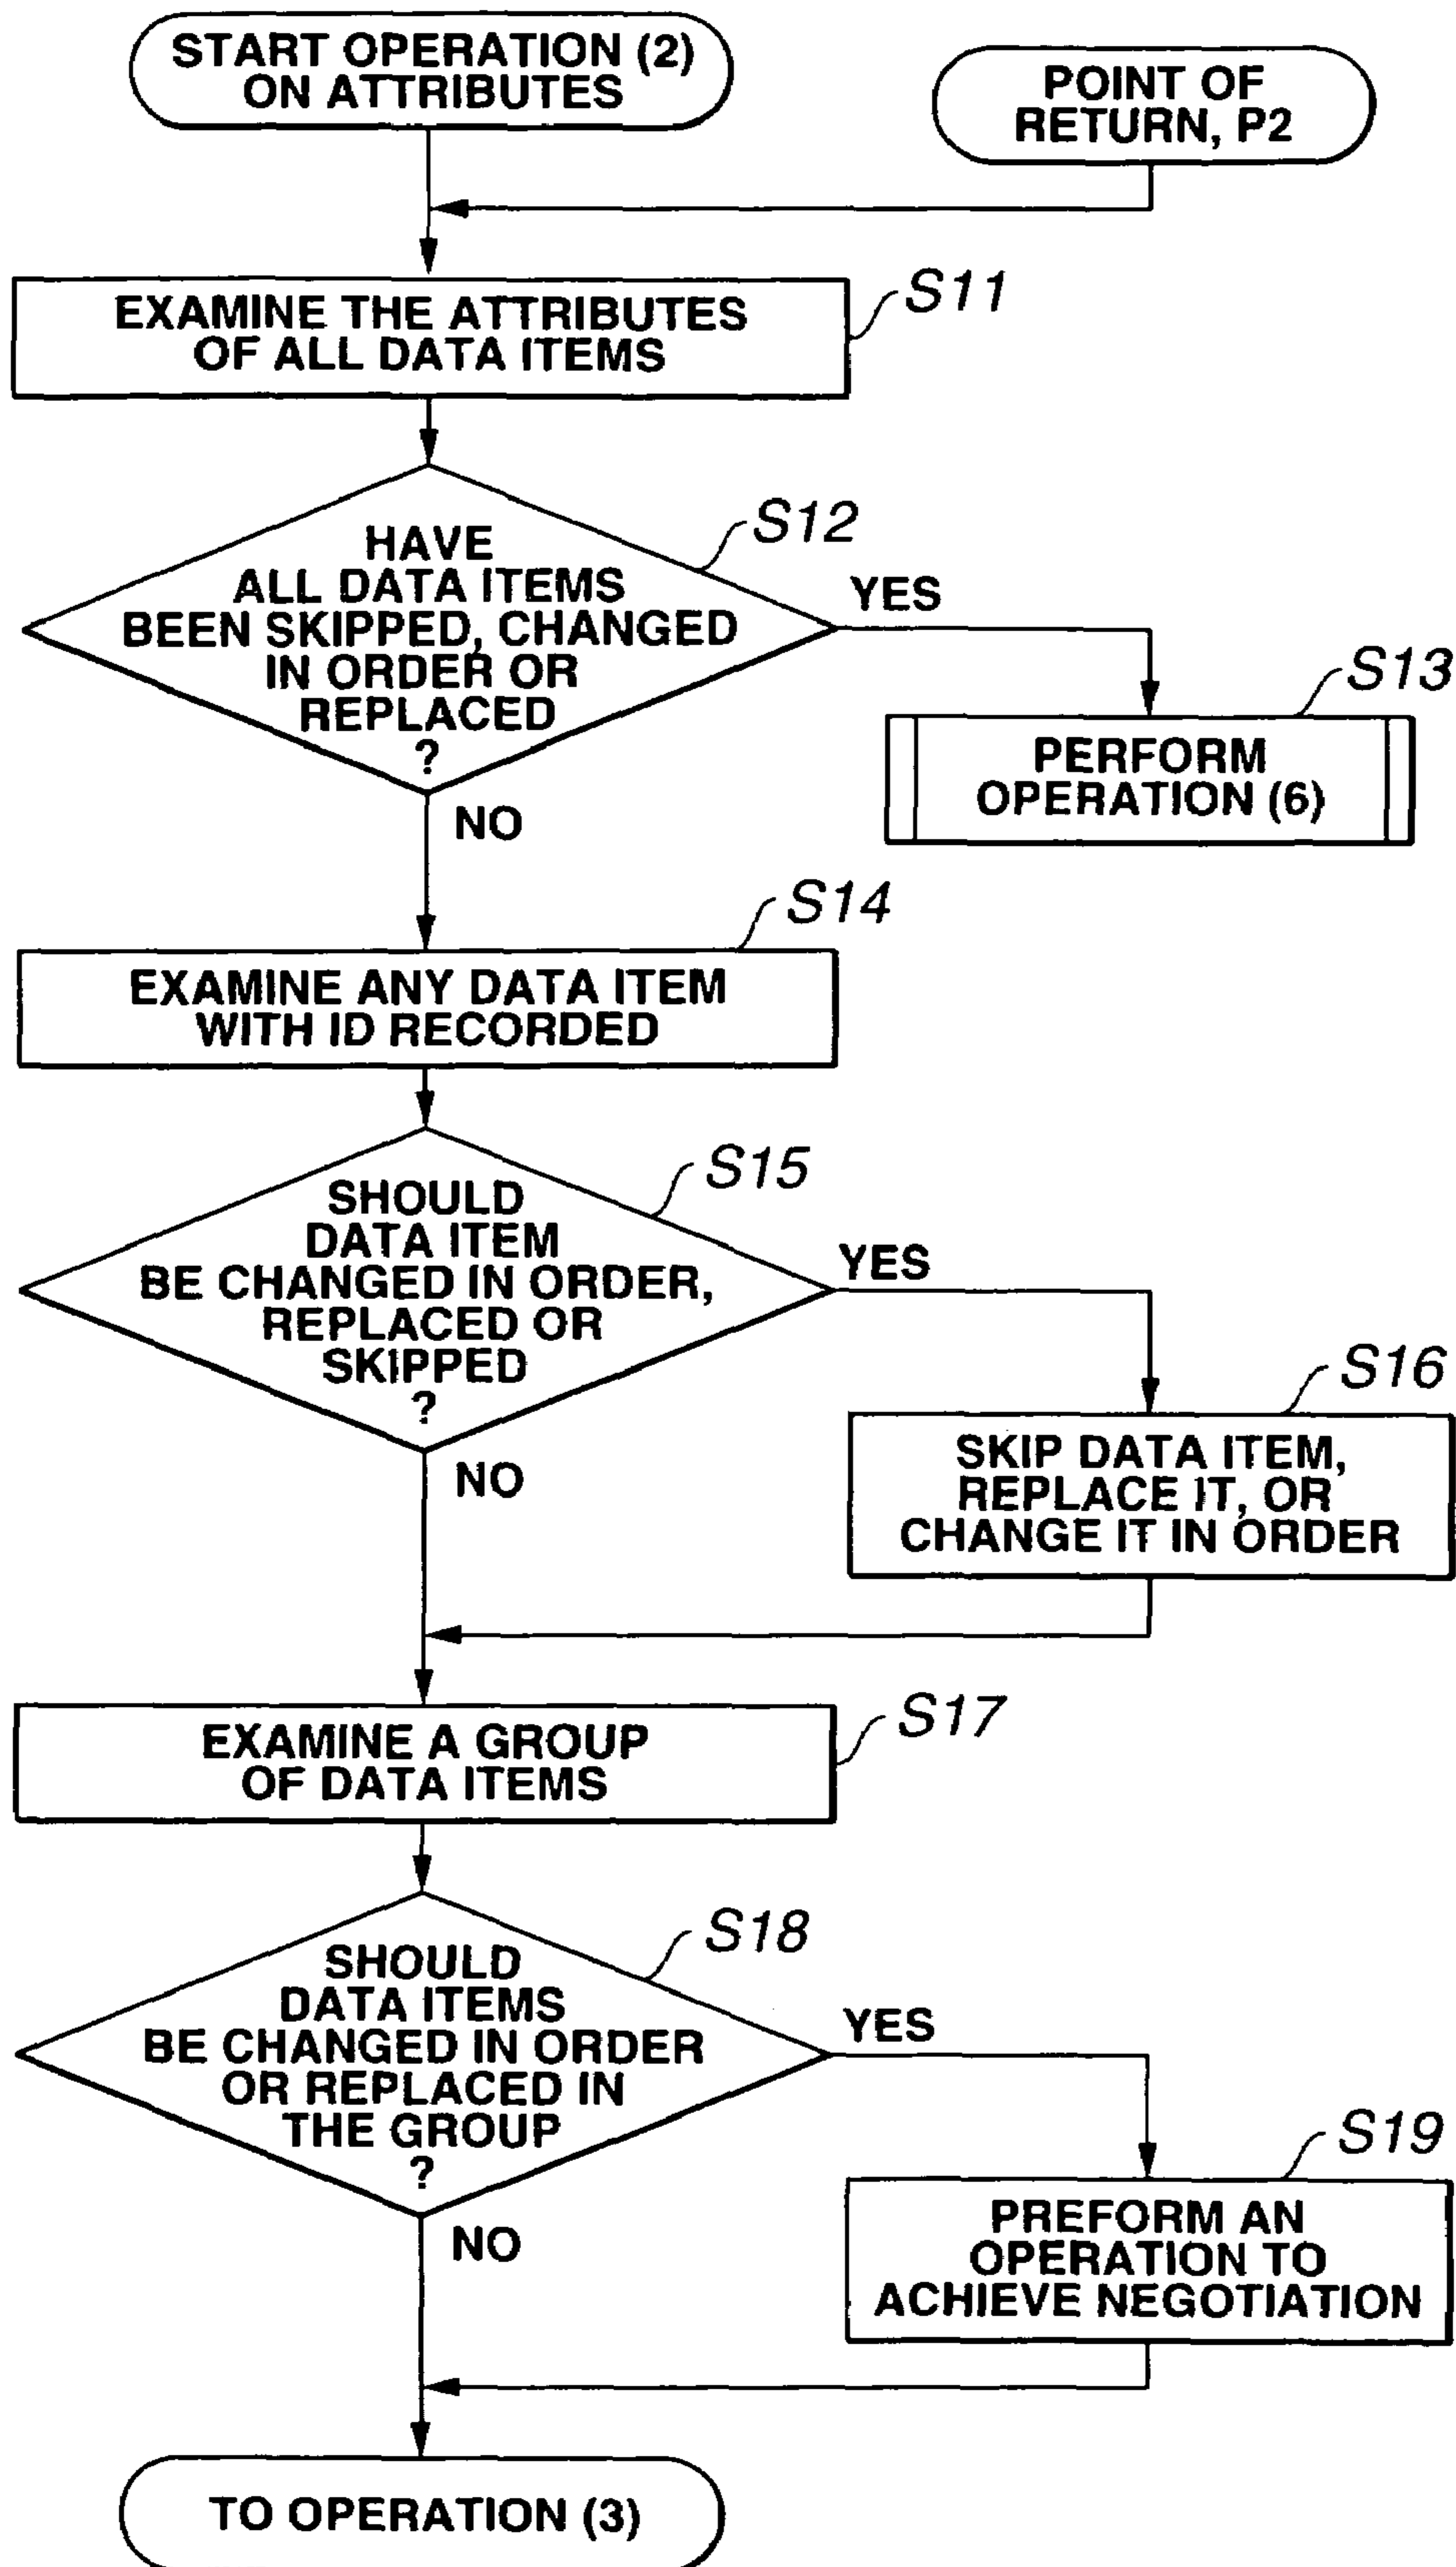 START OPERATION (2)
ON ATTRIBUTES
POINT OF
RETURN, P2
S11
EXAMINE THE ATTRIBUTES
OF ALL DATA ITEMS
S12
HAVE
ALL DATA ITEMS
BEEN SKIPPED, CHANGED
IN ORDER OR
REPLACED
?
YES
NO
S13
PERFORM
OPERATION (6)
S14
EXAMINE ANY DATA ITEM
WITH ID RECORDED
S15
SHOULD
DATA ITEM
BE CHANGED IN ORDER,
REPLACED OR
SKIPPED
?
YES
NO
S16
SKIP DATA ITEM,
REPLACE IT, OR
CHANGE IT IN ORDER
S17
EXAMINE A GROUP
OF DATA ITEMS
S18
SHOULD
DATA ITEMS
BE CHANGED IN ORDER
OR REPLACED IN
THE GROUP
?
YES
NO
S19
PREFORM AN
OPERATION TO
ACHIEVE NEGOTIATION
TO OPERATION (3)